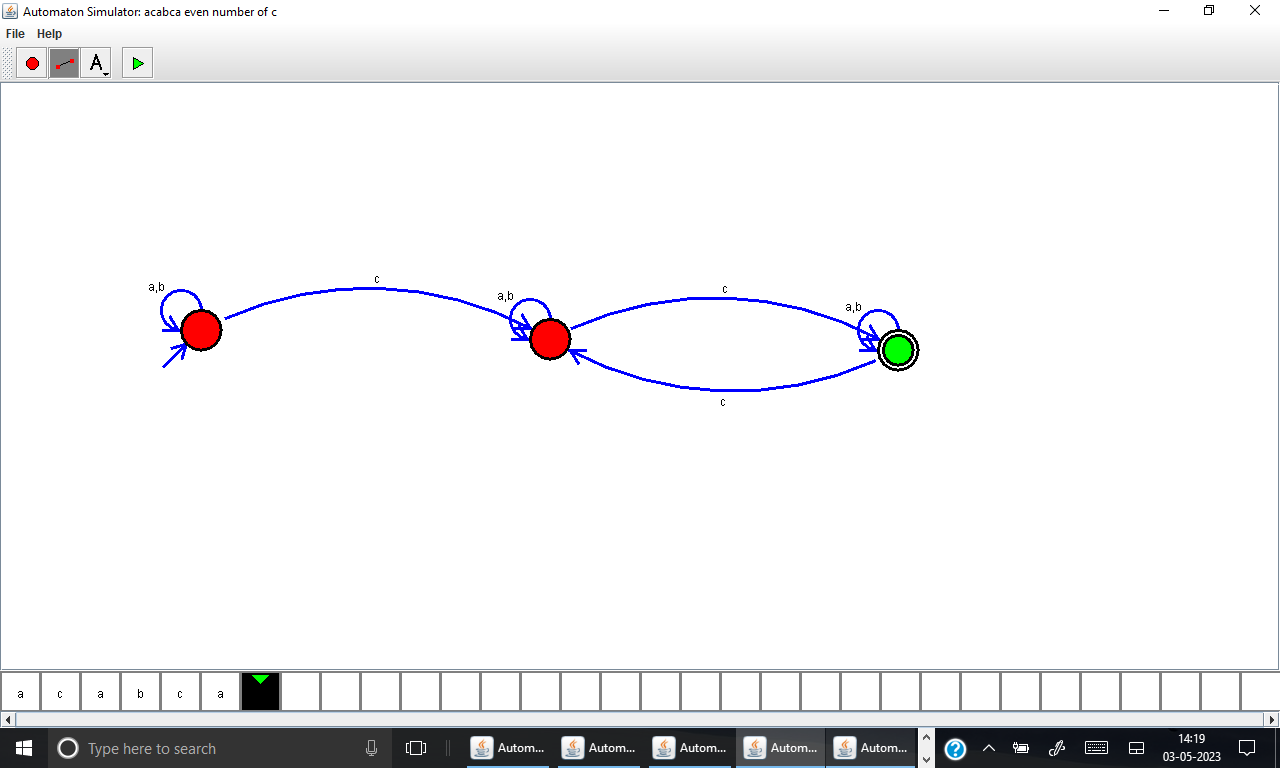 Automaton Simulator: acabca even number of c
File Help
A
a,b
c
a,b
c
a,b
c
a c a b c a
Type here to search
Autom... Autom... Autom... Autom... Autom...
14:19
03-05-2023